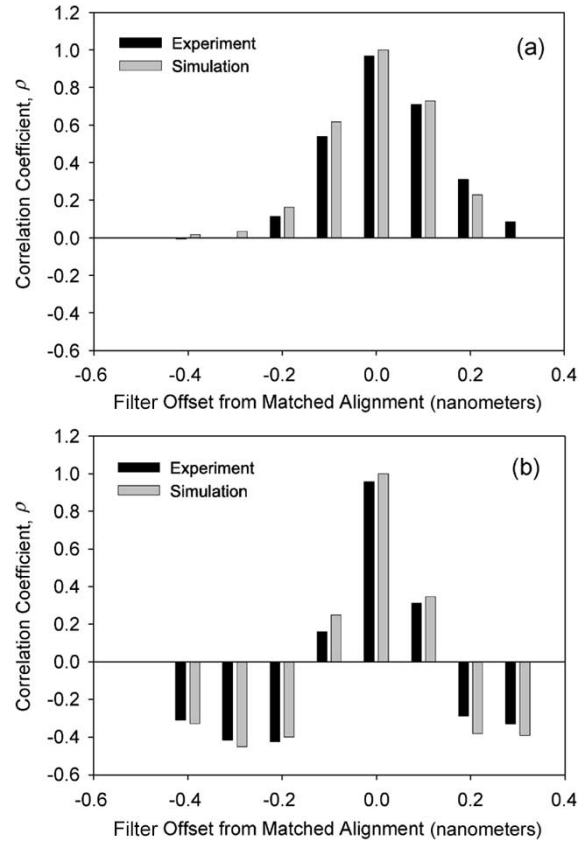 1.2
(a)
Experiment
1.0
Simulation
0.8
0.6
0.4
0.2
0.0
-0.2
-0.4
-0.6
Correlation Coefficient, ρ
-0.6 -0.4 -0.2 0.0 0.2 0.4
Filter Offset from Matched Alignment (nanometers)
1.2
(b)
Experiment
1.0
Simulation
0.8
0.6
0.4
0.2
0.0
-0.2
-0.4
-0.6
Correlation Coefficient, ρ
-0.6 -0.4 -0.2 0.0 0.2 0.4
Filter Offset from Matched Alignment (nanometers)